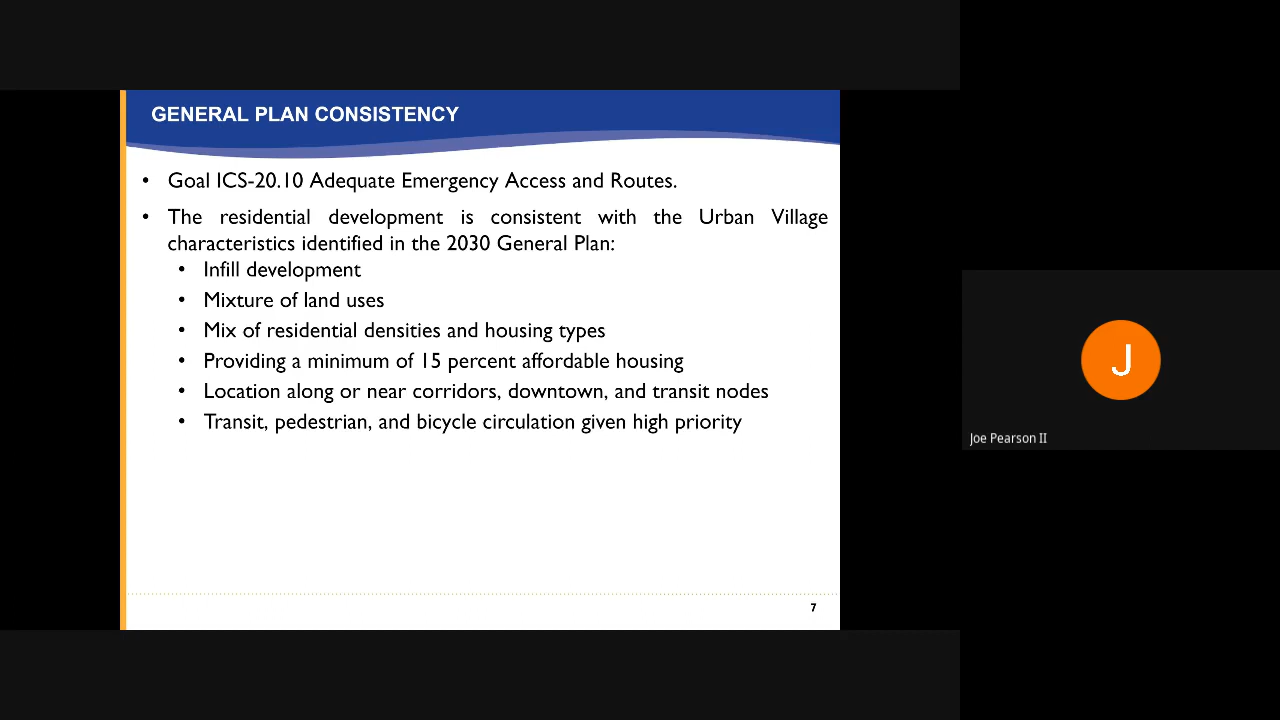 GENERAL PLAN CONSISTENCY
• Goal ICS-20.10 Adequate Emergency Access and Routes.
• The residential development is consistent with the Urban Village
characteristics identified in the 2030 General Plan:
• Infill development
• Mixture of land uses
• Mix of residential densities and housing types
• Providing a minimum of 15 percent affordable housing
• Location along or near corridors, downtown, and transit nodes
• Transit, pedestrian, and bicycle circulation given high priority
7
J
Joe Pearson II